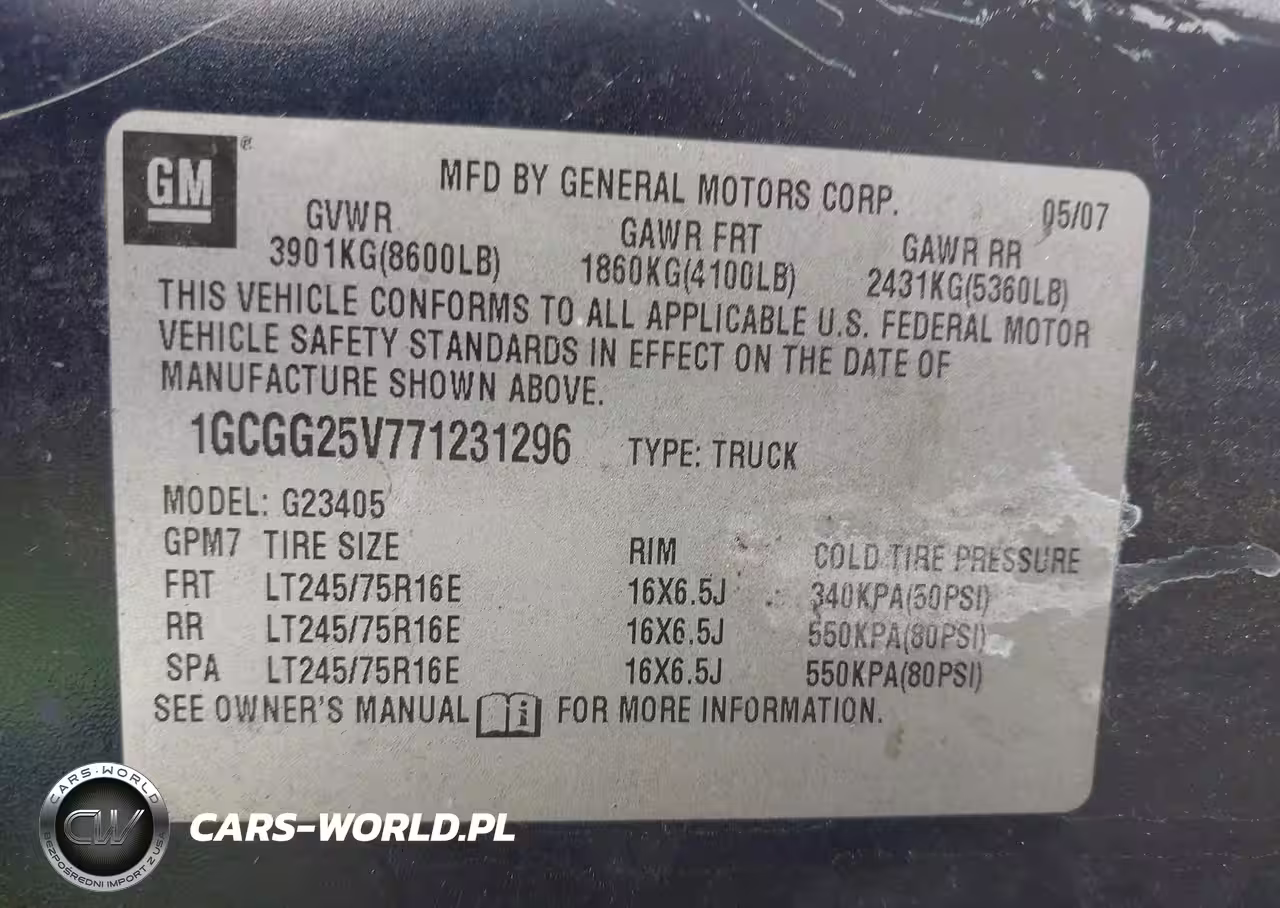 GM ®
MFD BY GENERAL MOTORS CORP. 05/07
GVWR GAWR FRT GAWR RR
3901KG(8600LB) 1860KG(4100LB) 2431KG(5360LB)
THIS VEHICLE CONFORMS TO ALL APPLICABLE U.S. FEDERAL MOTOR
VEHICLE SAFETY STANDARDS IN EFFECT ON THE DATE OF
MANUFACTURE SHOWN ABOVE.
1GCGG25V771231296 TYPE: TRUCK
MODEL: G23405
GPM7 TIRE SIZE RIM COLD TIRE PRESSURE
FRT LT245/75R16E 16X6.5J 340KPA(50PSI)
RR LT245/75R16E 16X6.5J 550KPA(80PSI)
SPA LT245/75R16E 16X6.5J 550KPA(80PSI)
SEE OWNER'S MANUAL i FOR MORE INFORMATION.
CARS-WORLD
CW
BEZPOŚREDNI IMPORT Z USA
CARS-WORLD.PL